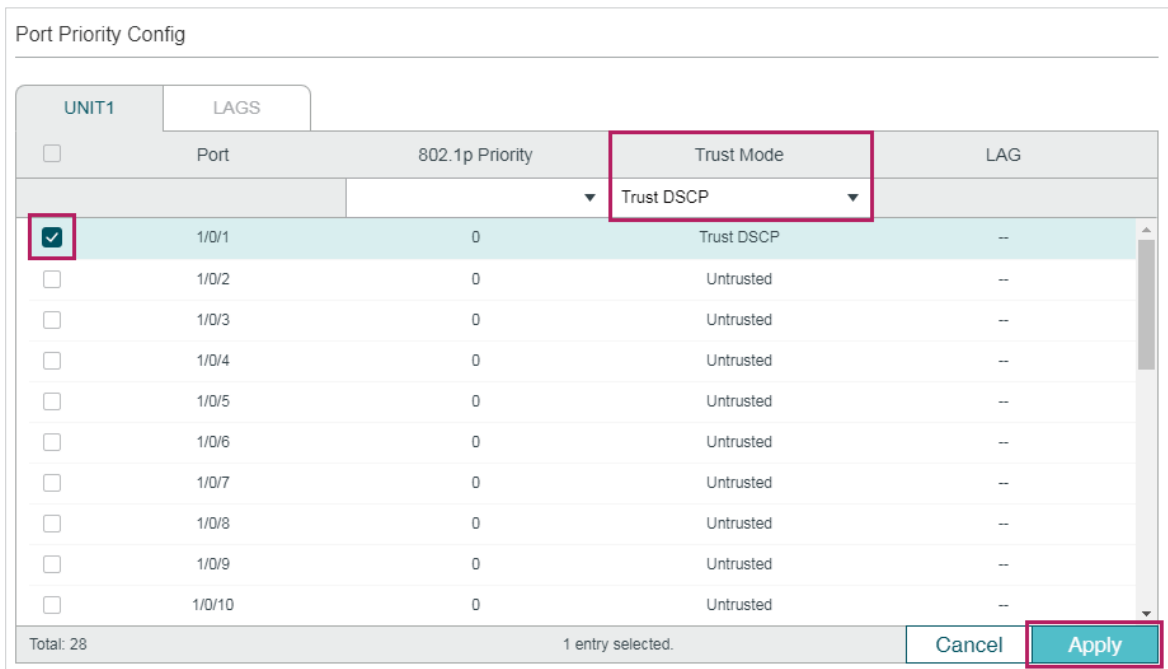 Port Priority Config
UNIT1 LAGS
Port 802.1p Priority Trust Mode LAG
Trust DSCP
1/0/1 0 Trust DSCP --
1/0/2 0 Untrusted --
1/0/3 0 Untrusted --
1/0/4 0 Untrusted --
1/0/5 0 Untrusted --
1/0/6 0 Untrusted --
1/0/7 0 Untrusted --
1/0/8 0 Untrusted --
1/0/9 0 Untrusted --
1/0/10 0 Untrusted --
Total: 28 1 entry selected. Cancel Apply